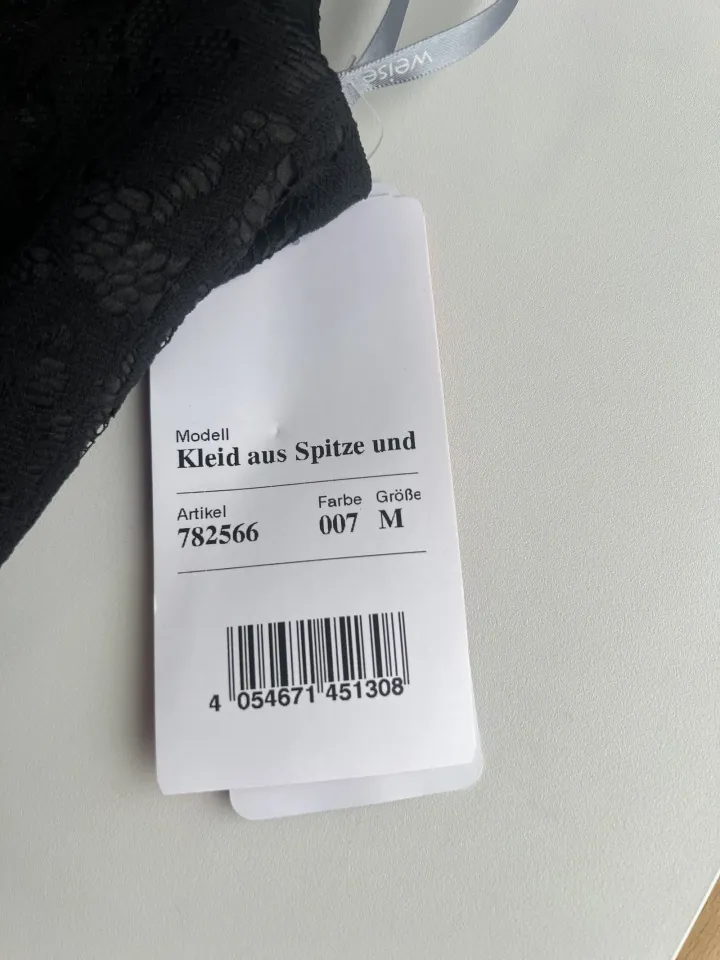 weise
Modell
Kleid aus Spitze und
Artikel Farbe Größe
782566 007 M
4 054671 451308